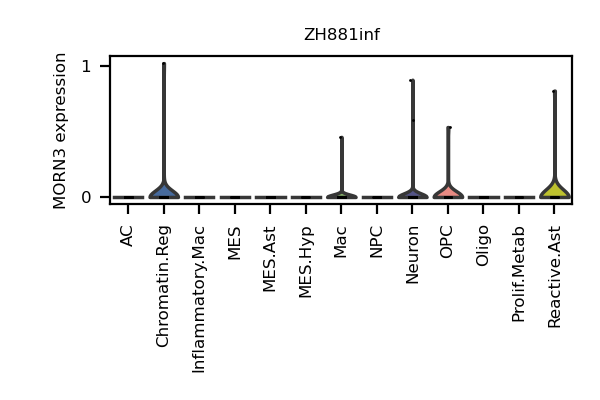 ZH881inf
MORN3 expression
1
0
AC
Chromatin.Reg
Inflammatory.Mac
MES
MES.Ast
MES.Hyp
Mac
NPC
Neuron
OPC
Oligo
Prolif.Metab
Reactive.Ast